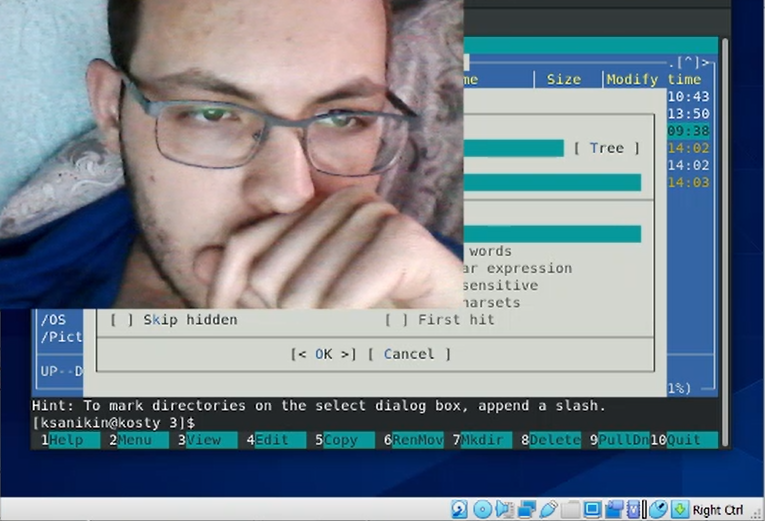 .[^]>
me Size Modify time
10:43
13:50
09:38
[ Tree ] 14:02
14:02
14:03
words
ar expression
sensitive
harsets
/OS [ ] Skip hidden [ ] First hit
/Pict
[< OK >] [ Cancel ]
UP--D
1%)
Hint: To mark directories on the select dialog box, append a slash.
[ksanikin@kosty 3]$
1Help 2Menu 3View 4Edit 5Copy 6RenMov 7Mkdir 8Delete 9PullDn 10Quit
Right Ctrl